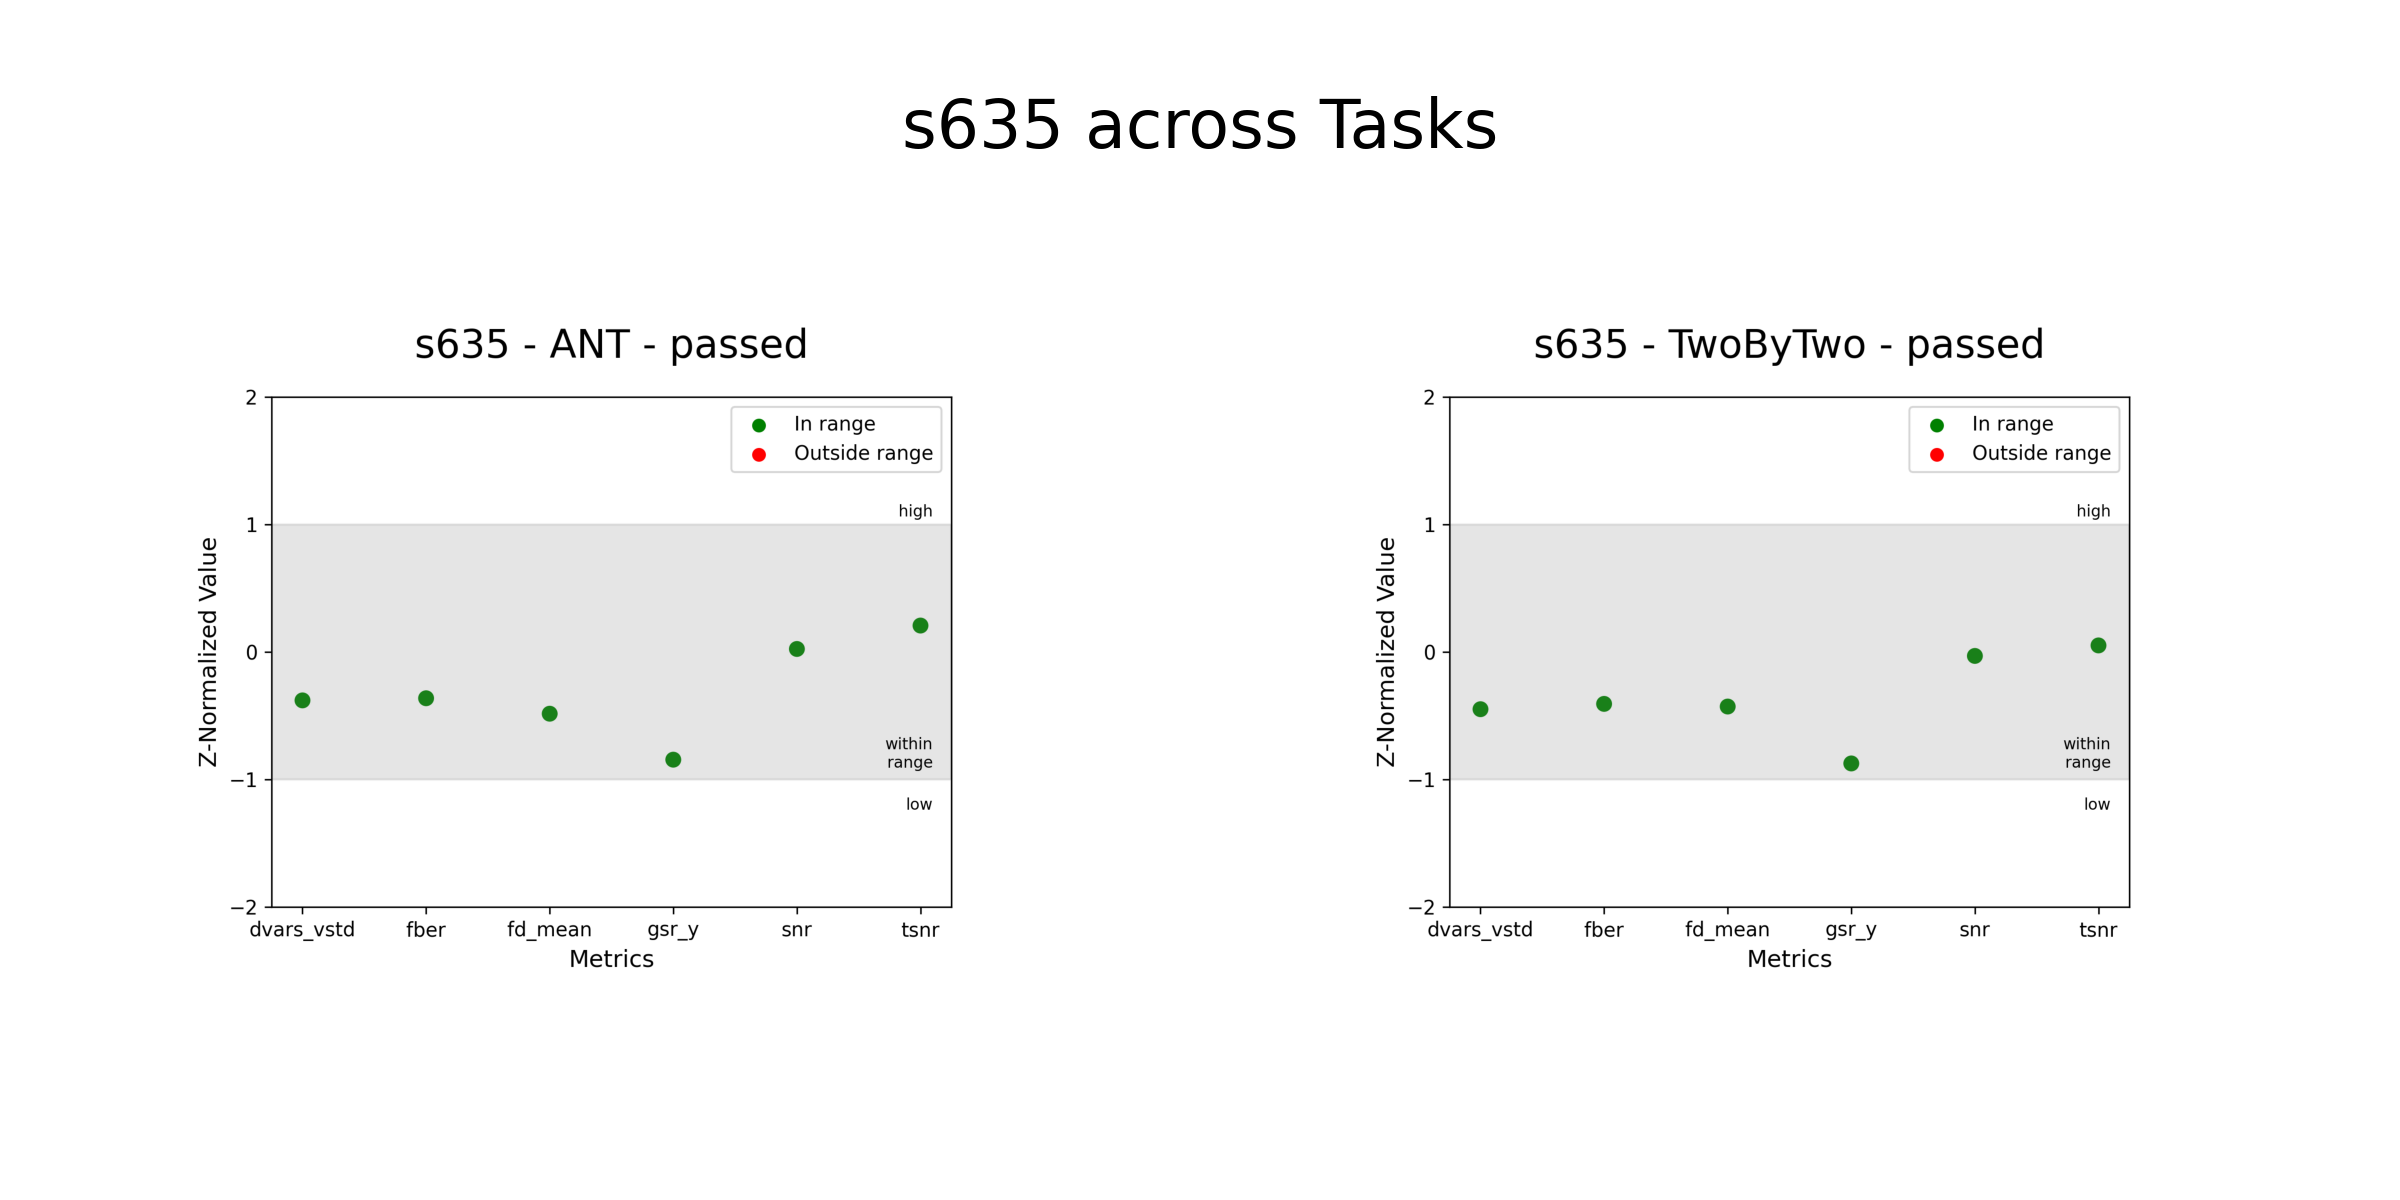 s635 across Tasks
s635 - ANT - passed
2
1
0
−1
−2
Z-Normalized Value
In range
Outside range
high
within
range
low
dvars_vstd fber fd_mean gsr_y snr tsnr
Metrics
s635 - TwoByTwo - passed
2
1
0
−1
−2
Z-Normalized Value
In range
Outside range
high
within
range
low
dvars_vstd fber fd_mean gsr_y snr tsnr
Metrics